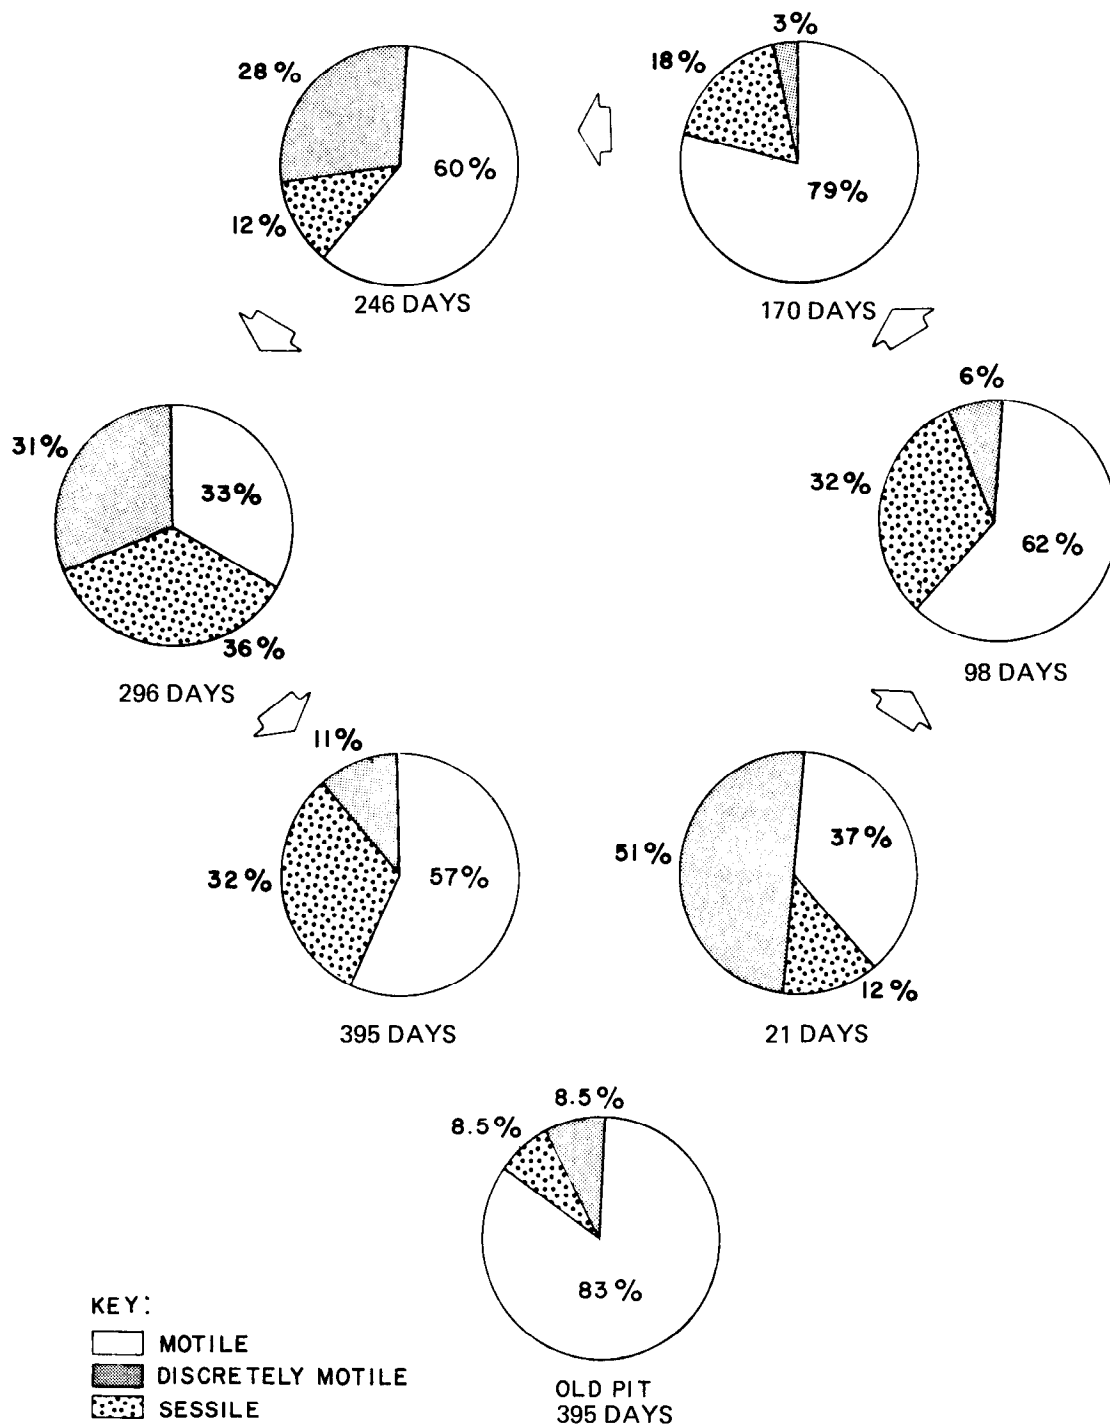 3%
18%
79%
170 DAYS
28%
60%
12%
246 DAYS
6%
32%
62%
98 DAYS
31%
33%
36%
296 DAYS
11%
32%
57%
395 DAYS
51%
37%
12%
21 DAYS
8.5%
8.5%
83%
OLD PIT
395 DAYS
KEY:
MOTILE
DISCRETELY MOTILE
SESSILE